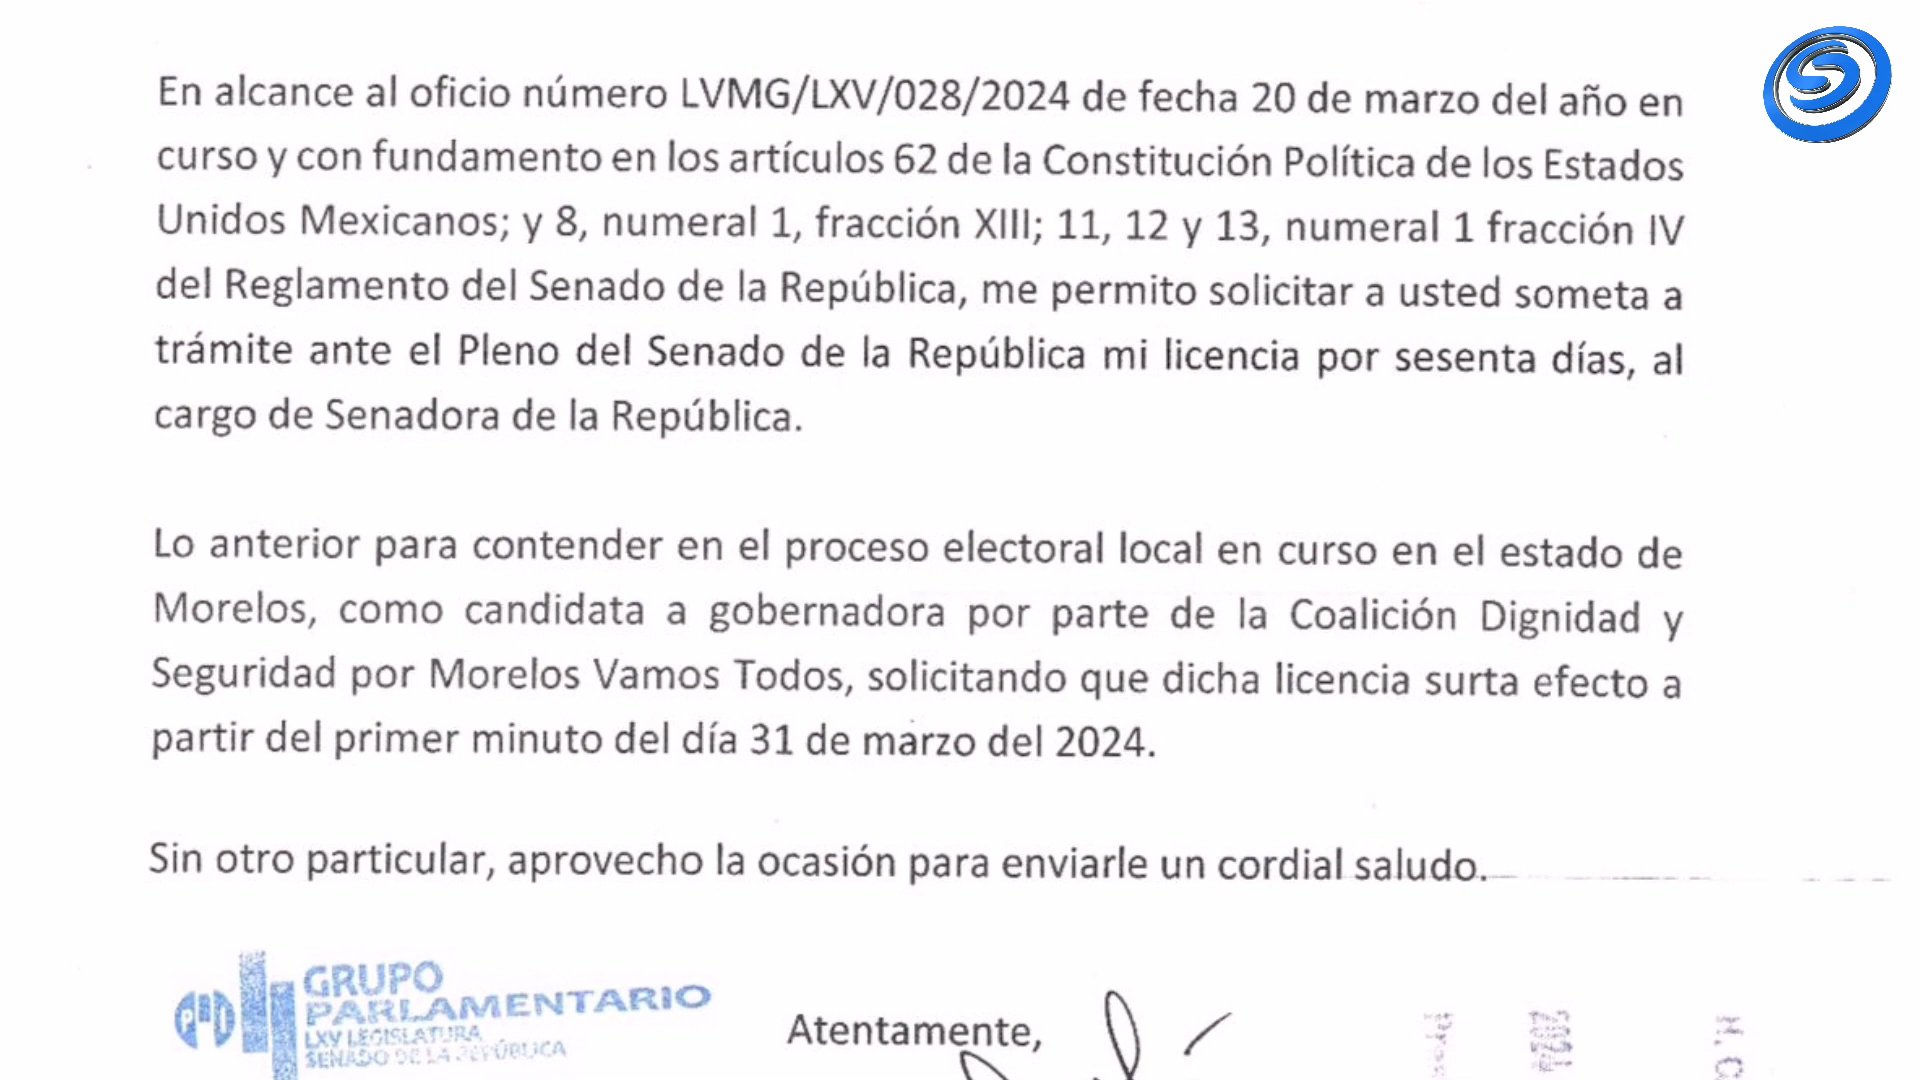 En alcance al oficio número LVMG/LXV/028/2024 de fecha 20 de marzo del año en
curso y con fundamento en los artículos 62 de la Constitución Política de los Estados
Unidos Mexicanos; y 8, numeral 1, fracción XIII; 11, 12 y 13, numeral 1 fracción IV
del Reglamento del Senado de la República, me permito solicitar a usted someta a
trámite ante el Pleno del Senado de la República mi licencia por sesenta días, al
cargo de Senadora de la República.
Lo anterior para contender en el proceso electoral local en curso en el estado de
Morelos, como candidata a gobernadora por parte de la Coalición Dignidad y
Seguridad por Morelos Vamos Todos, solicitando que dicha licencia surta efecto a
partir del primer minuto del día 31 de marzo del 2024.
Sin otro particular, aprovecho la ocasión para enviarle un cordial saludo.
GRUPO
PARLAMENTARIO
LXV LEGISLATURA
SENADO DE LA REPÚBLICA
Atentamente,
2024